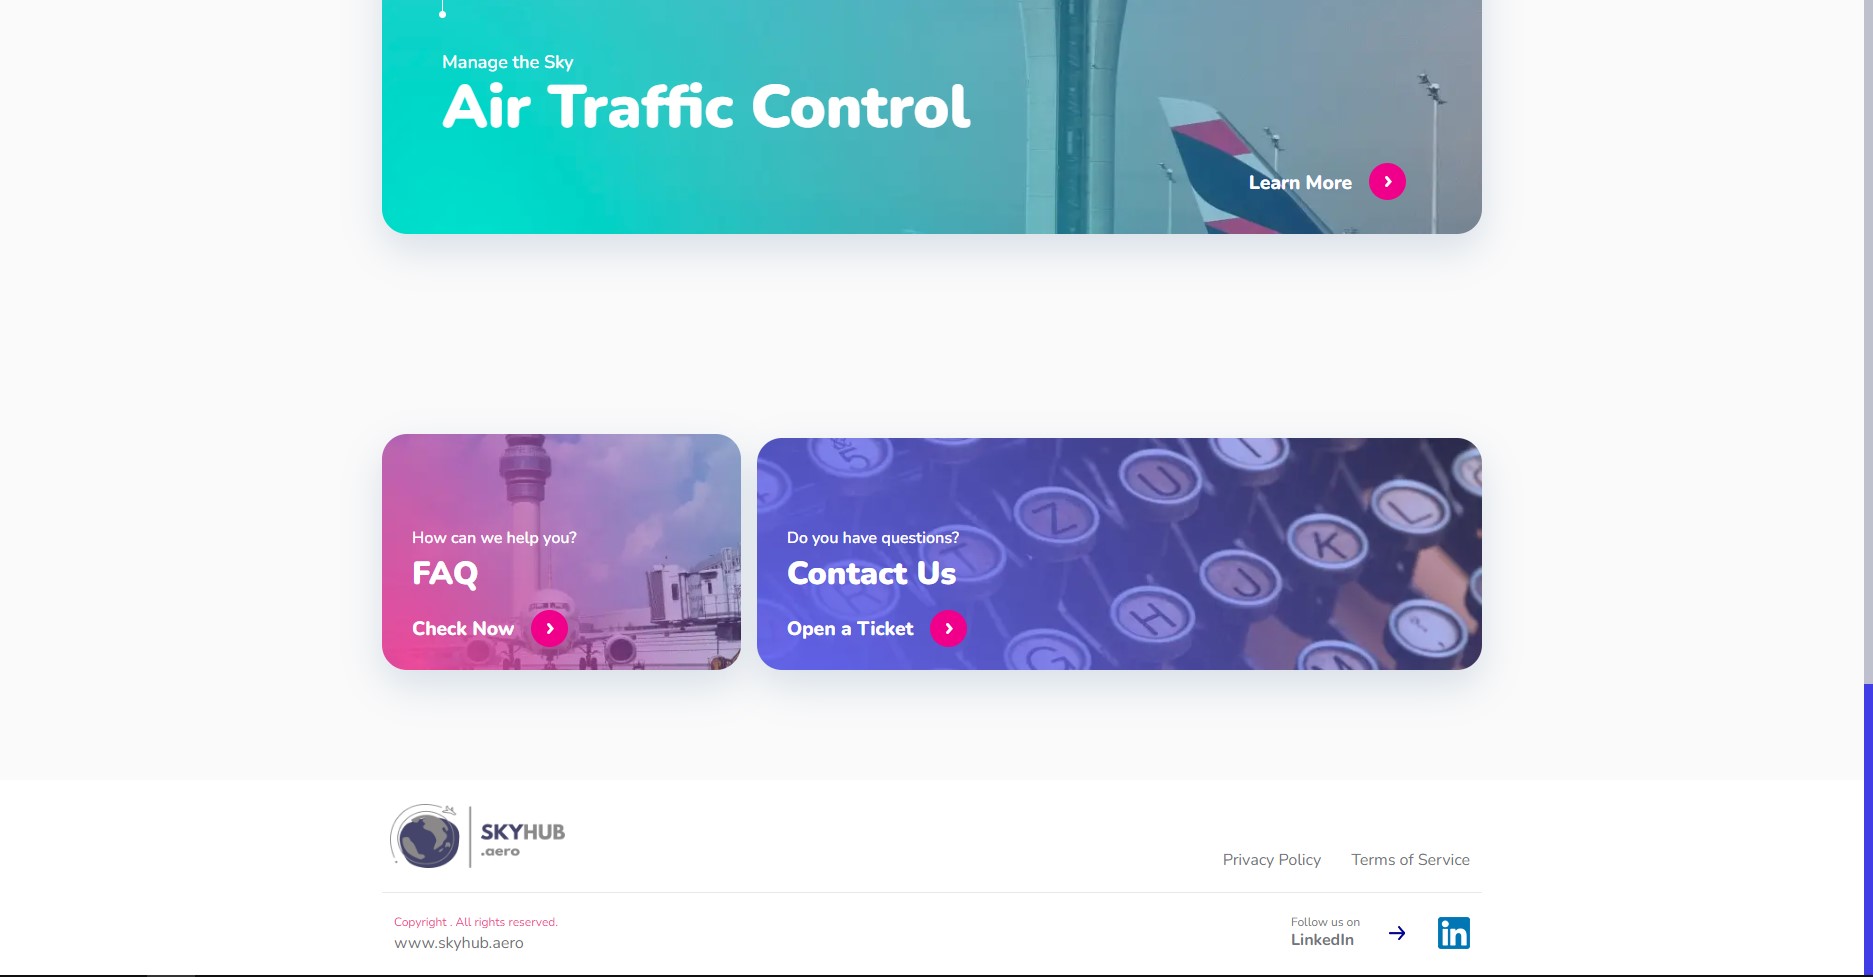 Manage the Sky
Air Traffic Control
Learn More
How can we help you?
FAQ
Check Now
Do you have questions?
Contact Us
Open a Ticket
5
U
I
L
Z
T
K
J
H
G
A
SKYHUB
.aero
Privacy Policy
Terms of Service
Copyright . All rights reserved.
www.skyhub.aero
Follow us on
LinkedIn
in